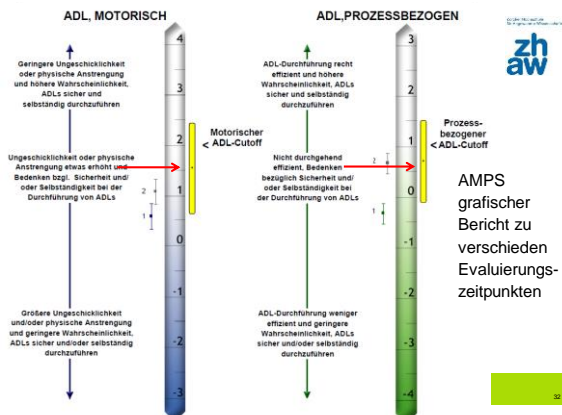 ADL, MOTORISCH
4
Geringere Ungeschicklichkeit
oder physische Anstrengung
und höhere Wahrscheinlichkeit,
ADLs sicher und
selbständig durchzuführen
3
2
Motorischer
< ADL-Cutoff
Ungeschicklichkeit oder physische
Anstrengung etwas erhöht und
Bedenken bzgl. Sicherheit und/
oder Selbständigkeit bei der
Durchführung von ADLs
2
1
1
0
-1
Größere Ungeschicklichkeit
und/oder physische Anstrengung
und geringere Wahrscheinlichkeit,
ADLs sicher und/oder selbständig
durchzuführen
-2
-3
ADL,PROZESSBEZOGEN
3
ADL-Durchführung recht
effizient und höhere
Wahrscheinlichkeit, ADLs
sicher und selbständig
durchzuführen
2
Prozess-
bezogener
< ADL-Cutoff
1
2
Nicht durchgehend
effizient, Bedenken
bezüglich Sicherheit und/
oder Selbständigkeit bei
der Durchführung von ADLs
0
1
-1
-2
ADL-Durchführung weniger
effizient und geringere
Wahrscheinlichkeit, ADLs
sicher und/oder selbständig
durchzuführen
-3
-4
Zürcher Hochschule
für Angewandte Wissenschaften
zh
aw
AMPS
grafischer
Bericht zu
verschieden
Evaluierungs-
zeitpunkten
32